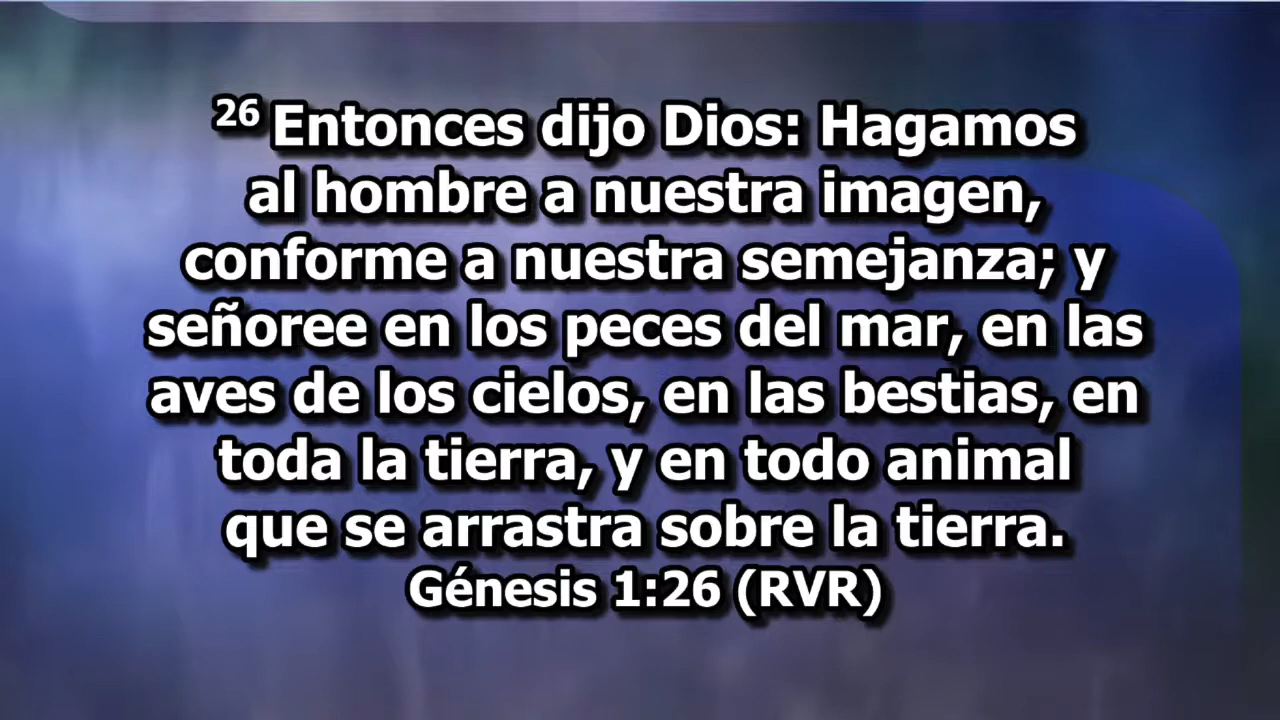 26 Entonces dijo Dios: Hagamos
al hombre a nuestra imagen,
conforme a nuestra semejanza; y
señoree en los peces del mar, en las
aves de los cielos, en las bestias, en
toda la tierra, y en todo animal
que se arrastra sobre la tierra.
Génesis 1:26 (RVR)